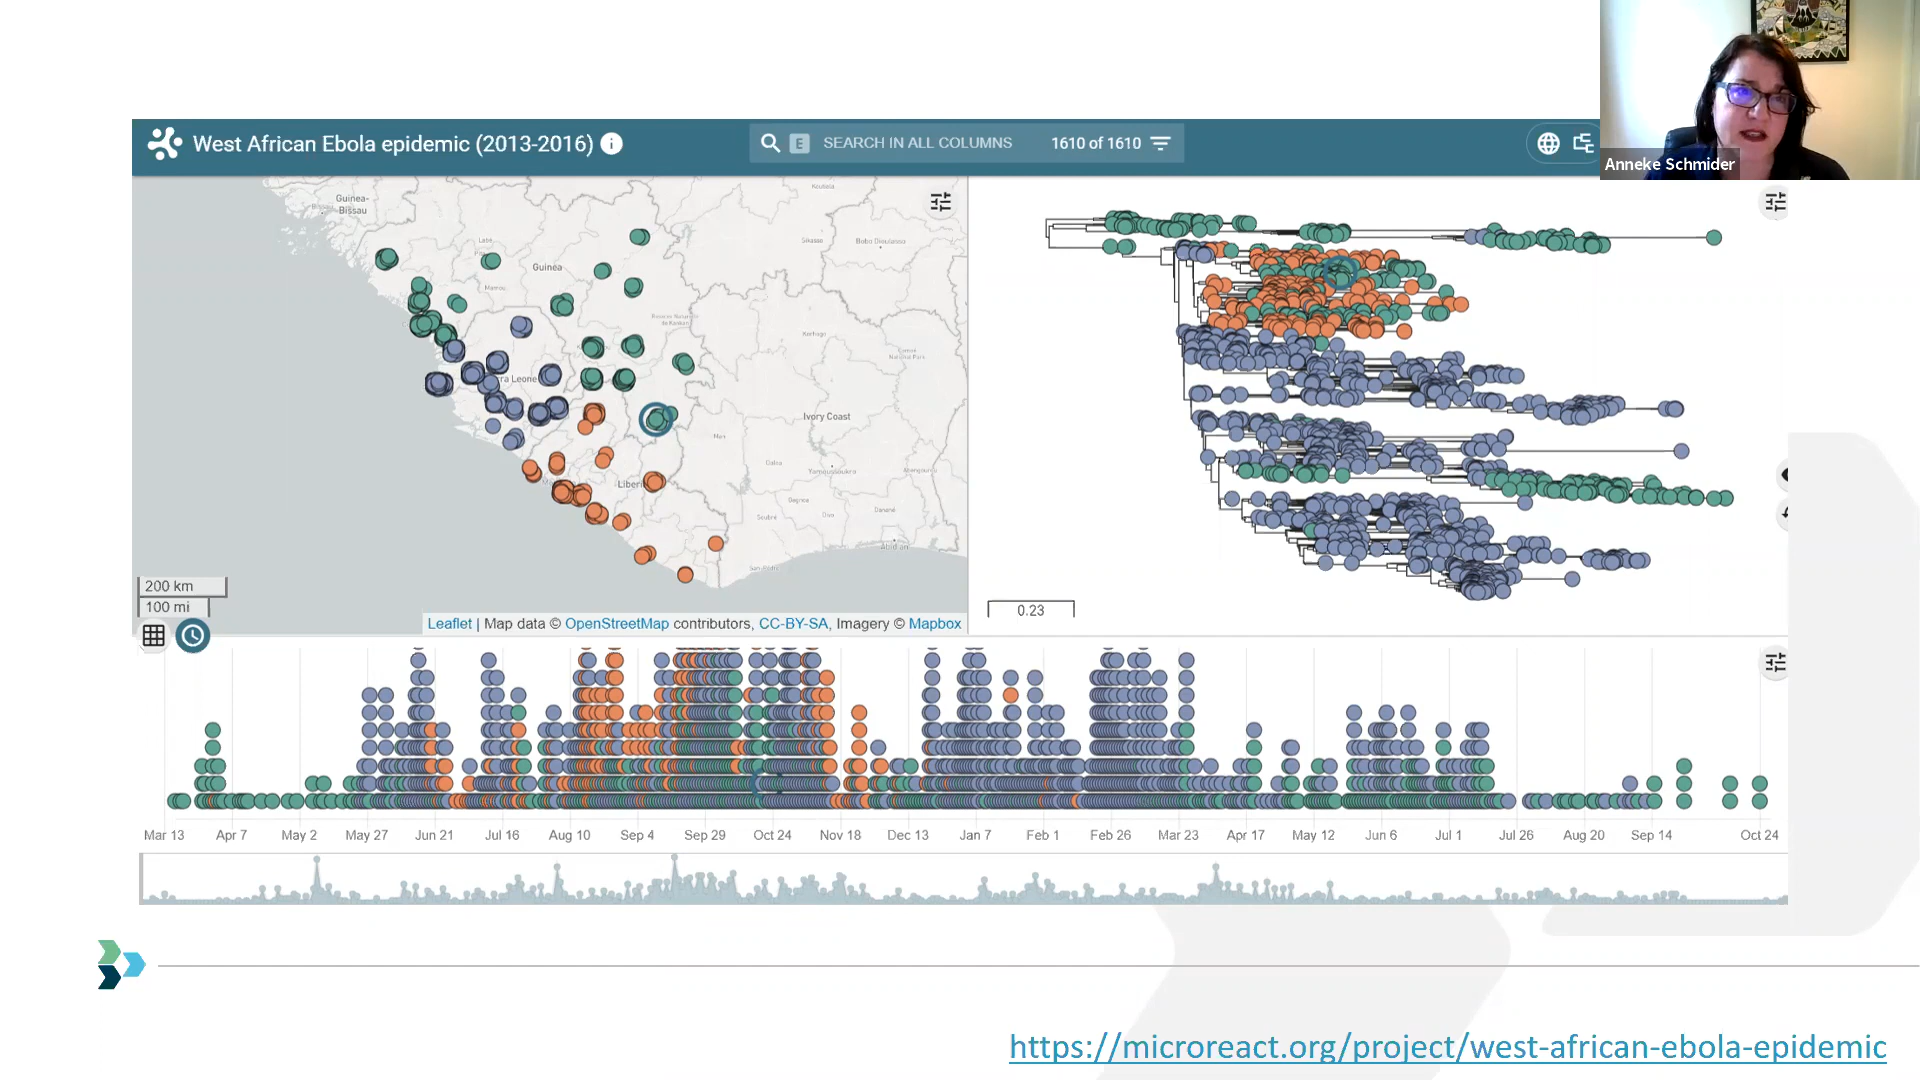 West African Ebola epidemic (2013-2016) i
E SEARCH IN ALL COLUMNS 1610 of 1610
Anneke Schmider
Guinea-
Bissau
Guinea
Ivory Coast
200 km
100 mi
Leaflet | Map data © OpenStreetMap contributors, CC-BY-SA, Imagery © Mapbox
0.23
Mar 13 Apr 7 May 2 May 27 Jun 21 Jul 16 Aug 10 Sep 4 Sep 29 Oct 24 Nov 18 Dec 13 Jan 7 Feb 1 Feb 26 Mar 23 Apr 17 May 12 Jun 6 Jul 1 Jul 26 Aug 20 Sep 14 Oct 24
https://microreact.org/project/west-african-ebola-epidemic